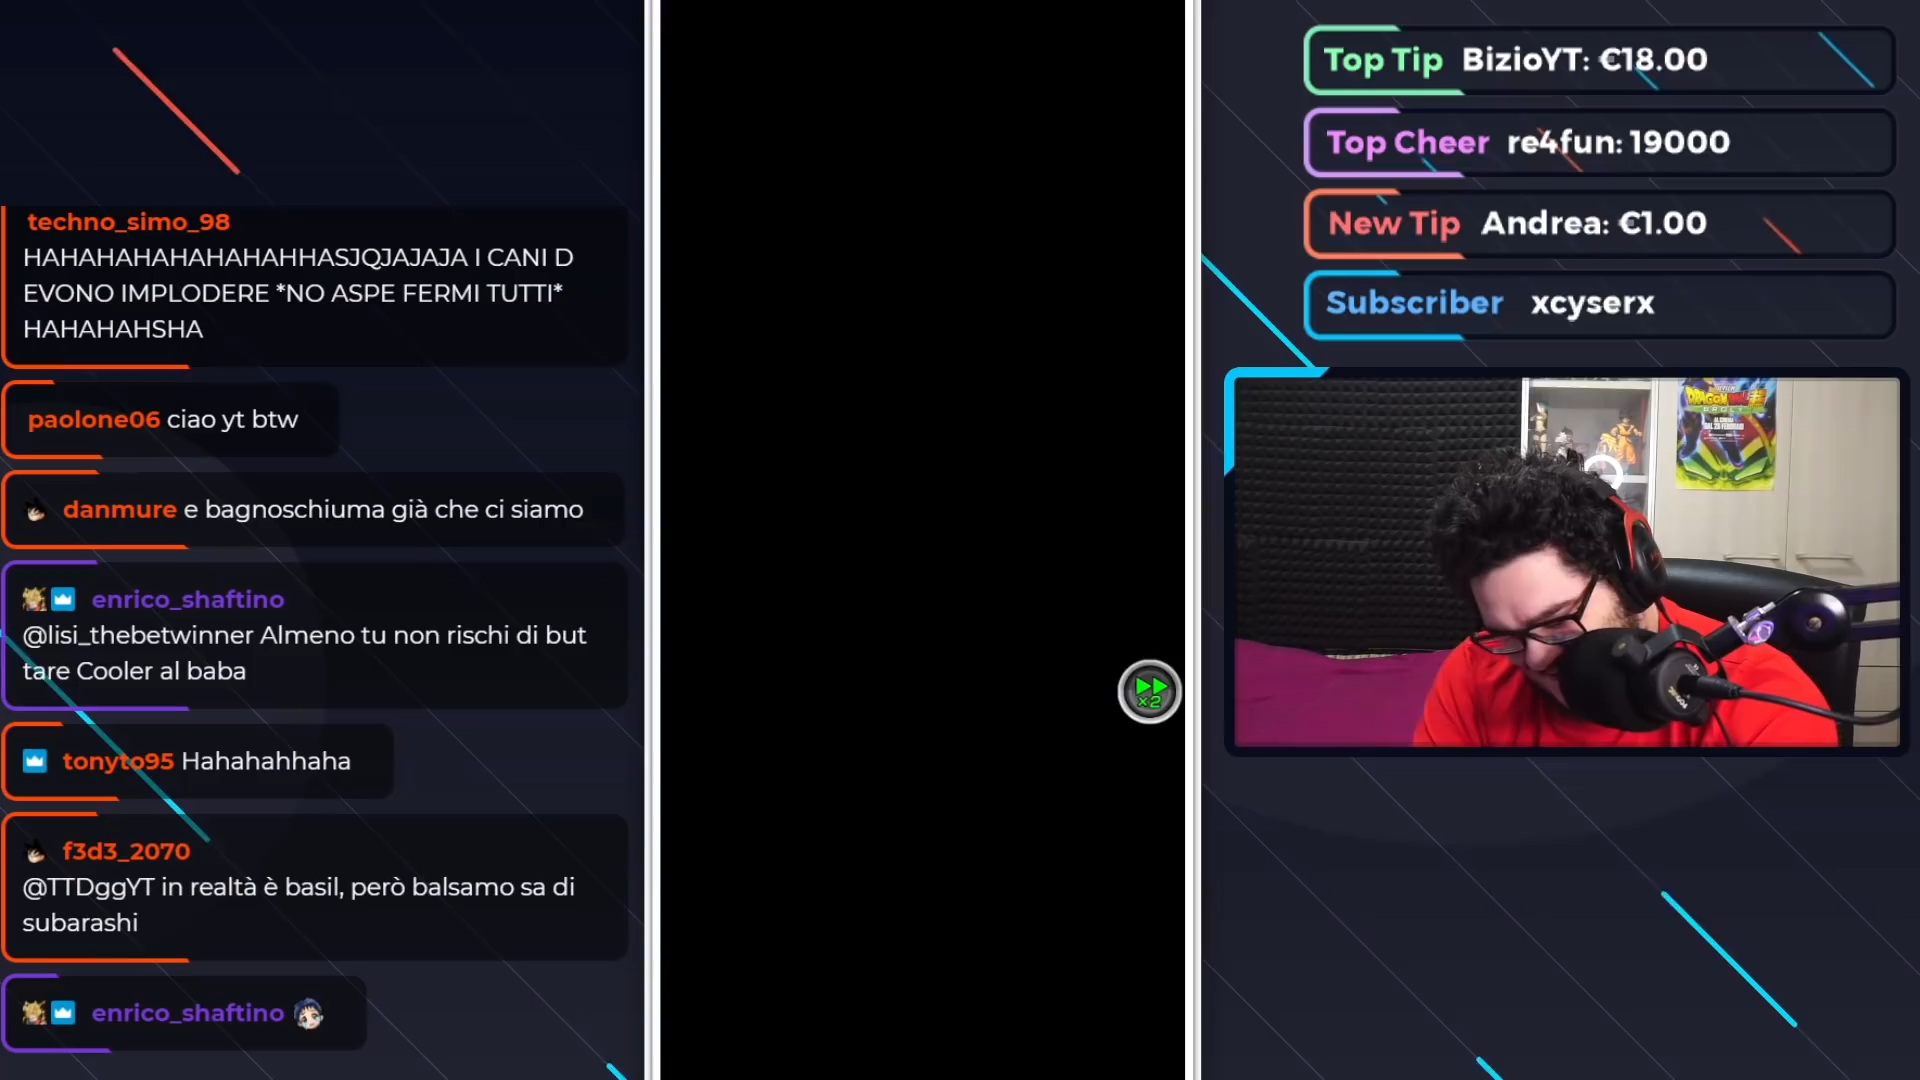 techno_simo_98
HAHAHAHAHAHAHAHHASJQJAJAJA I CANI D
EVONO IMPLODERE *NO ASPE FERMI TUTTI*
HAHAHAHSHA
paolone06 ciao yt btw
danmure e bagnoschiuma già che ci siamo
enrico_shaftino
@lisi_thebetwinner Almeno tu non rischi di but
tare Cooler al baba
tonyto95 Hahahahhaha
f3d3_2070
@TTDggYT in realtà è basil, però balsamo sa di
subarashi
enrico_shaftino
x2
Top Tip BizioYT: €18.00
Top Cheer re4fun: 19000
New Tip Andrea: €1.00
Subscriber xcyserx
DRAGONBALL
BROLY